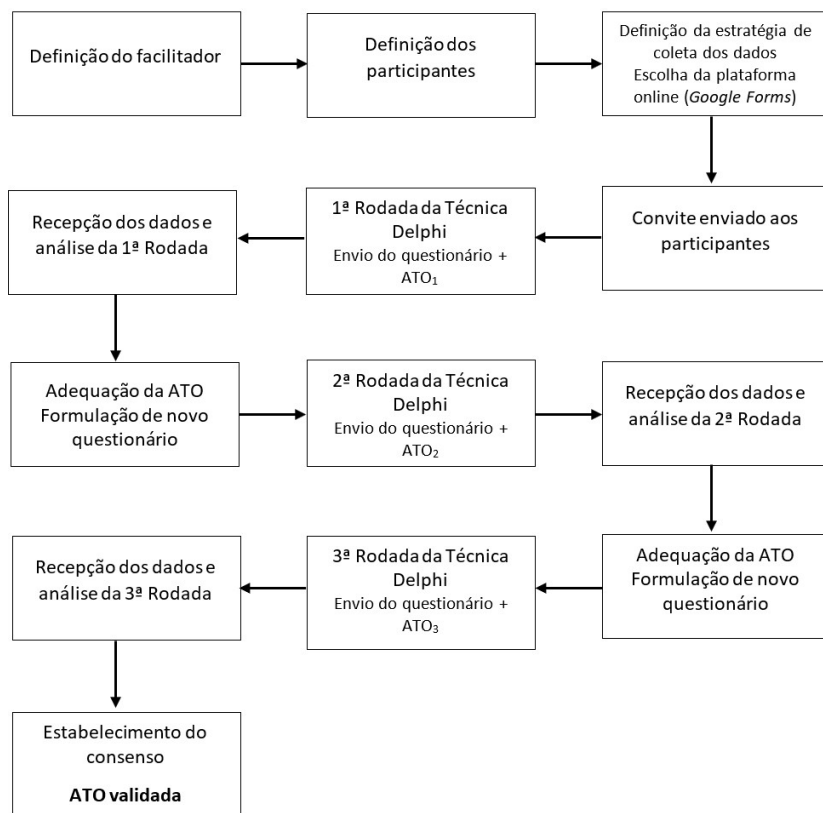 Definição do facilitador
Definição dos
participantes
Definição da estratégia de
coleta dos dados
Escolha da plataforma
online (Google Forms)
Convite enviado aos
participantes
1ª Rodada da Técnica
Delphi
Envio do questionário +
ATO₁
Recepção dos dados e
análise da 1ª Rodada
Adequação da ATO
Formulação de novo
questionário
2ª Rodada da Técnica
Delphi
Envio do questionário +
ATO₂
Recepção dos dados e
análise da 2ª Rodada
Adequação da ATO
Formulação de novo
questionário
3ª Rodada da Técnica
Delphi
Envio do questionário +
ATO₃
Recepção dos dados e
análise da 3ª Rodada
Estabelecimento do
consenso
ATO validada